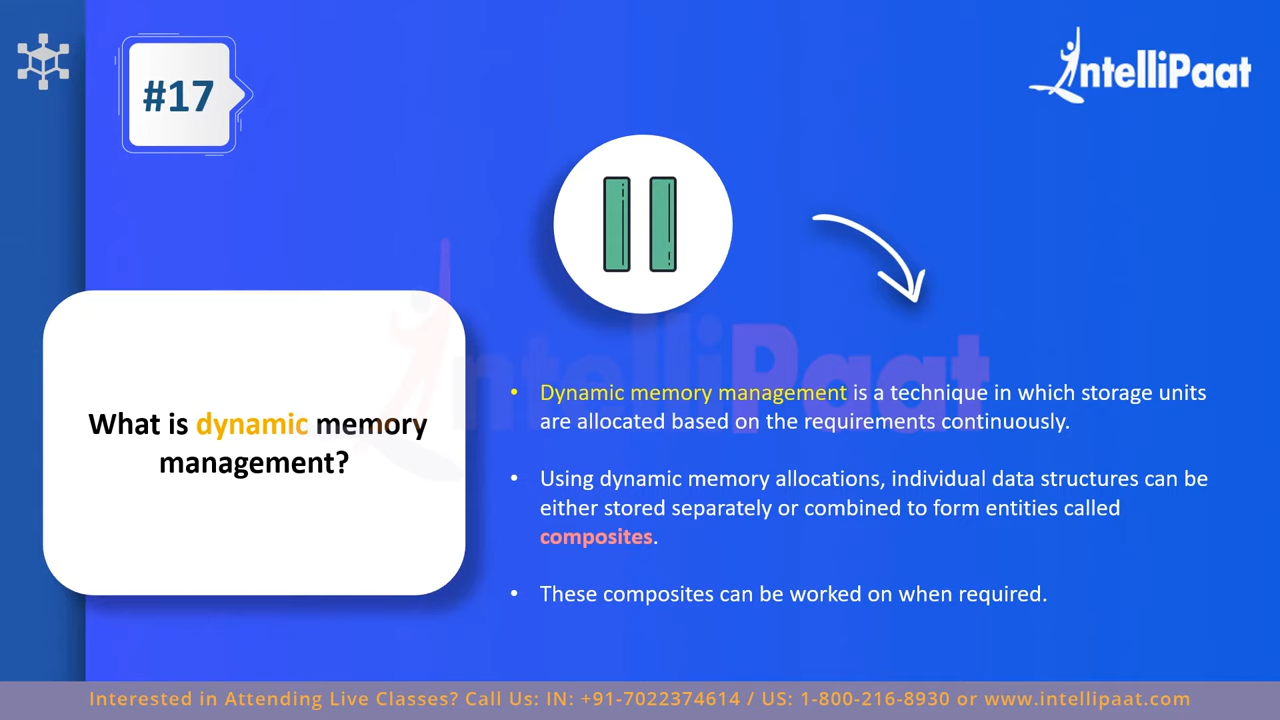 #17
IntelliPaat
What is dynamic memory
management?
IntelliPaat
• Dynamic memory management is a technique in which storage units
are allocated based on the requirements continuously.
• Using dynamic memory allocations, individual data structures can be
either stored separately or combined to form entities called
composites.
• These composites can be worked on when required.
Interested in Attending Live Classes? Call Us: IN: +91-7022374614 / US: 1-800-216-8930 or www.intellipaat.com